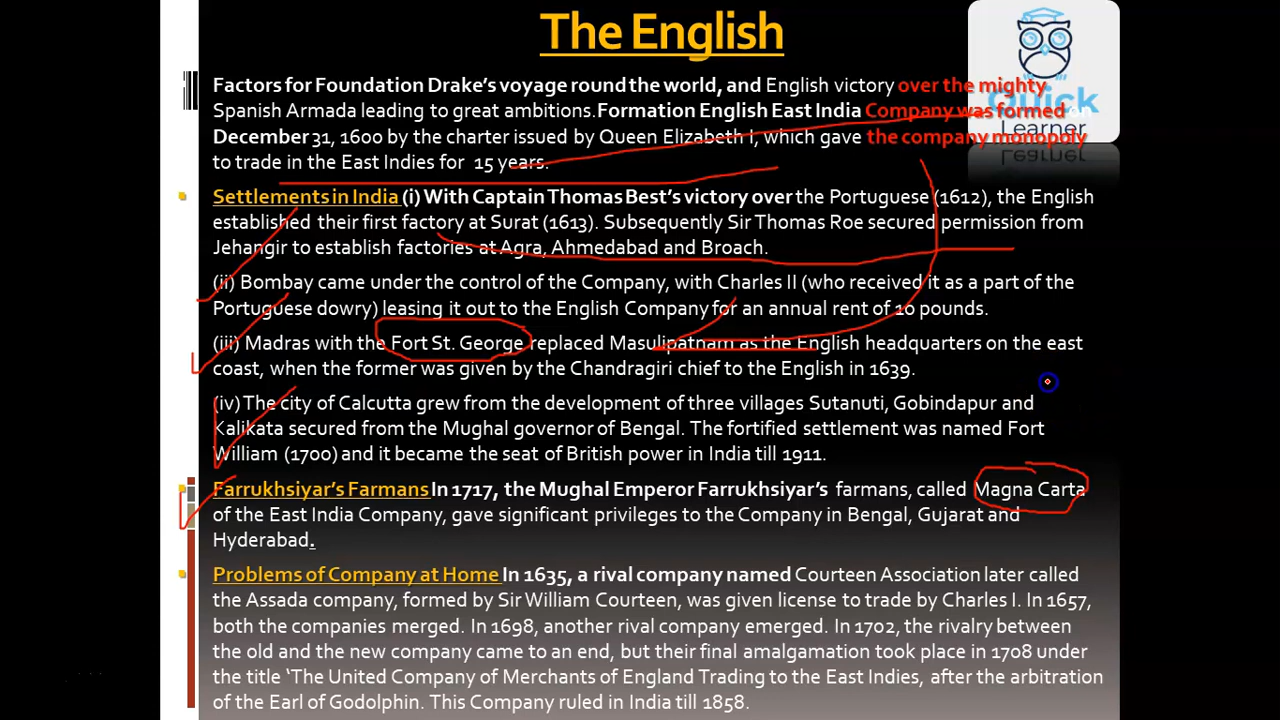 The English
Quick
Learner
Factors for Foundation Drake's voyage round the world, and English victory over the mighty
Spanish Armada leading to great ambitions. Formation English East India Company was formed on
December 31, 1600 by the charter issued by Queen Elizabeth I, which gave the company monopoly
to trade in the East Indies for 15 years.
Settlements in India (i) With Captain Thomas Best's victory over the Portuguese (1612), the English
established their first factory at Surat (1613). Subsequently Sir Thomas Roe secured permission from
Jehangir to establish factories at Agra, Ahmedabad and Broach.
(ii) Bombay came under the control of the Company, with Charles II (who received it as a part of the
Portuguese dowry) leasing it out to the English Company for an annual rent of 10 pounds.
(iii) Madras with the Fort St. George replaced Masulipatnam as the English headquarters on the east
coast, when the former was given by the Chandragiri chief to the English in 1639.
(iv) The city of Calcutta grew from the development of three villages Sutanuti, Gobindapur and
Kalikata secured from the Mughal governor of Bengal. The fortified settlement was named Fort
William (1700) and it became the seat of British power in India till 1911.
Farrukhsiyar's Farmans In 1717, the Mughal Emperor Farrukhsiyar's farmans, called Magna Carta
of the East India Company, gave significant privileges to the Company in Bengal, Gujarat and
Hyderabad.
Problems of Company at Home In 1635, a rival company named Courteen Association later called
the Assada company, formed by Sir William Courteen, was given license to trade by Charles I. In 1657,
both the companies merged. In 1698, another rival company emerged. In 1702, the rivalry between
the old and the new company came to an end, but their final amalgamation took place in 1708 under
the title ‘The United Company of Merchants of England Trading to the East Indies, after the arbitration
of the Earl of Godolphin. This Company ruled in India till 1858.